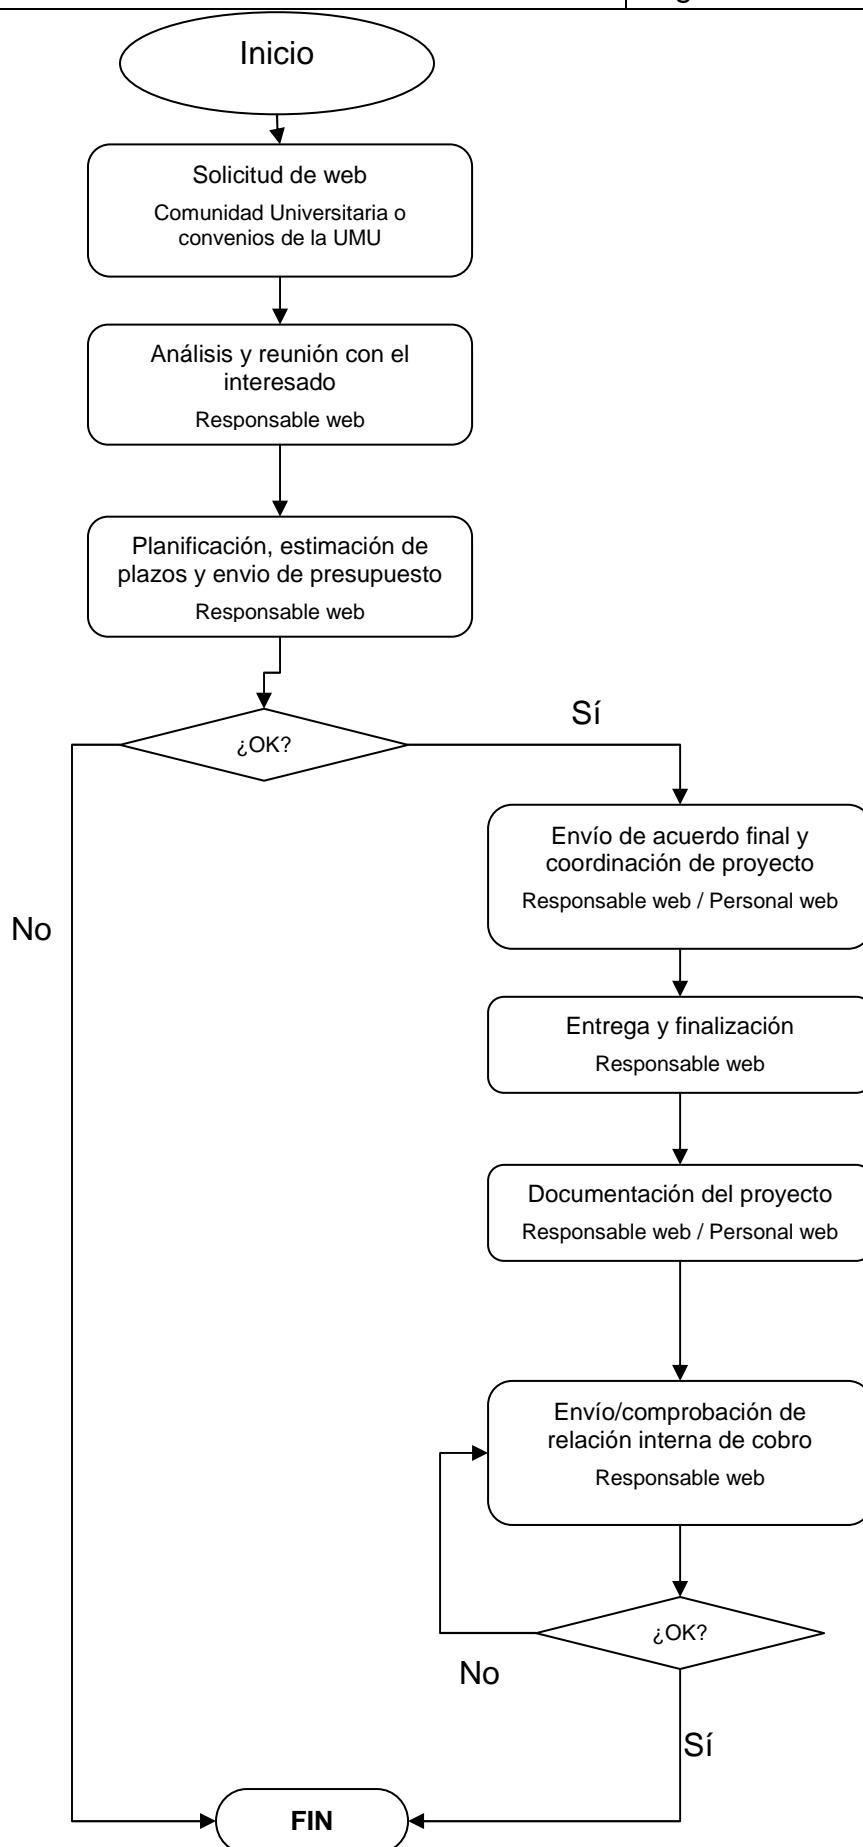 Inicio
Solicitud de web
Comunidad Universitaria o
convenios de la UMU
Análisis y reunión con el
interesado
Responsable web
Planificación, estimación de
plazos y envio de presupuesto
Responsable web
Sí
¿OK?
Envío de acuerdo final y
coordinación de proyecto
Responsable web / Personal web
No
Entrega y finalización
Responsable web
Documentación del proyecto
Responsable web / Personal web
Envío/comprobación de
relación interna de cobro
Responsable web
¿OK?
No
Sí
FIN